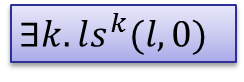 ∃k. ls^k(l, 0)